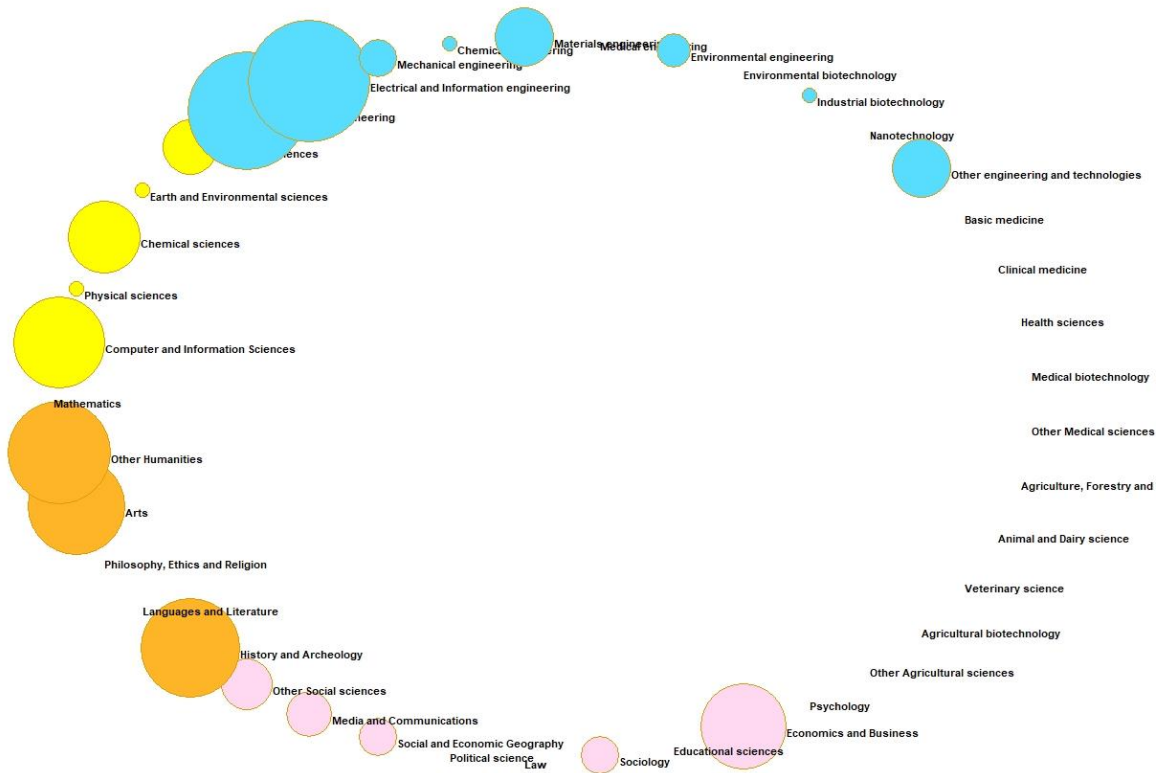 Materials engineering
Medical engineering
Chemical engineering
Environmental engineering
Mechanical engineering
Environmental biotechnology
Electrical and Information engineering
Industrial biotechnology
Nanotechnology
Other engineering and technologies
Earth and Environmental sciences
Basic medicine
Chemical sciences
Clinical medicine
Physical sciences
Health sciences
Computer and Information Sciences
Medical biotechnology
Mathematics
Other Medical sciences
Other Humanities
Agriculture, Forestry and
Arts
Animal and Dairy science
Philosophy, Ethics and Religion
Veterinary science
Languages and Literature
Agricultural biotechnology
History and Archeology
Other Agricultural sciences
Other Social sciences
Psychology
Media and Communications
Economics and Business
Social and Economic Geography
Educational sciences
Political science
Sociology
Law